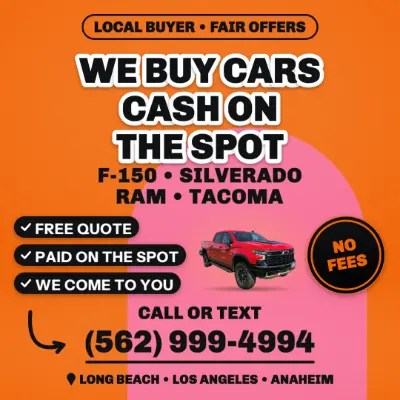 LOCAL BUYER • FAIR OFFERS
WE BUY CARS
CASH ON
THE SPOT
F-150 • SILVERADO
RAM • TACOMA
FREE QUOTE
PAID ON THE SPOT
WE COME TO YOU
NO
FEES
CALL OR TEXT
(562) 999-4994
LONG BEACH • LOS ANGELES • ANAHEIM